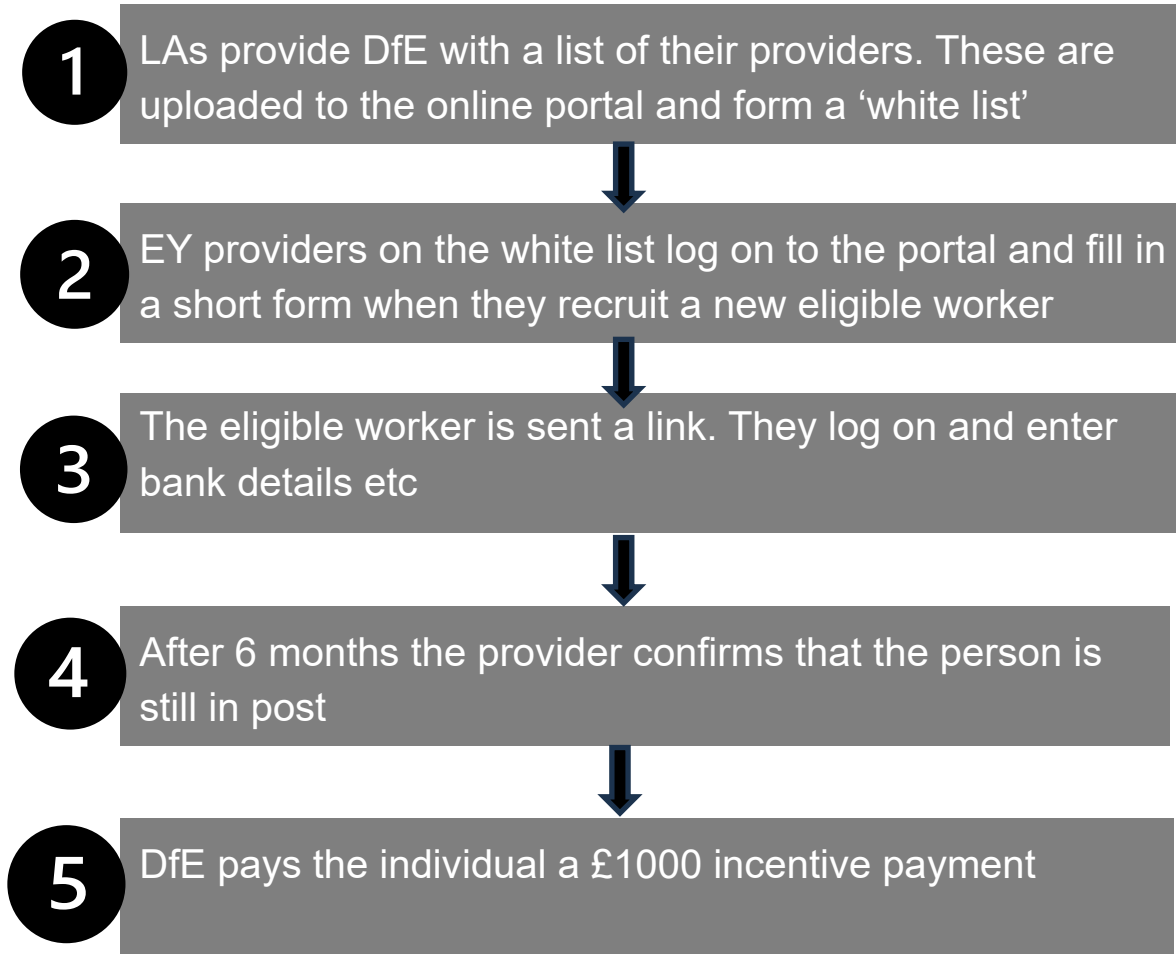 1
LAs provide DfE with a list of their providers. These are
uploaded to the online portal and form a ‘white list’
2
EY providers on the white list log on to the portal and fill in
a short form when they recruit a new eligible worker
3
The eligible worker is sent a link. They log on and enter
bank details etc
4
After 6 months the provider confirms that the person is
still in post
5
DfE pays the individual a £1000 incentive payment